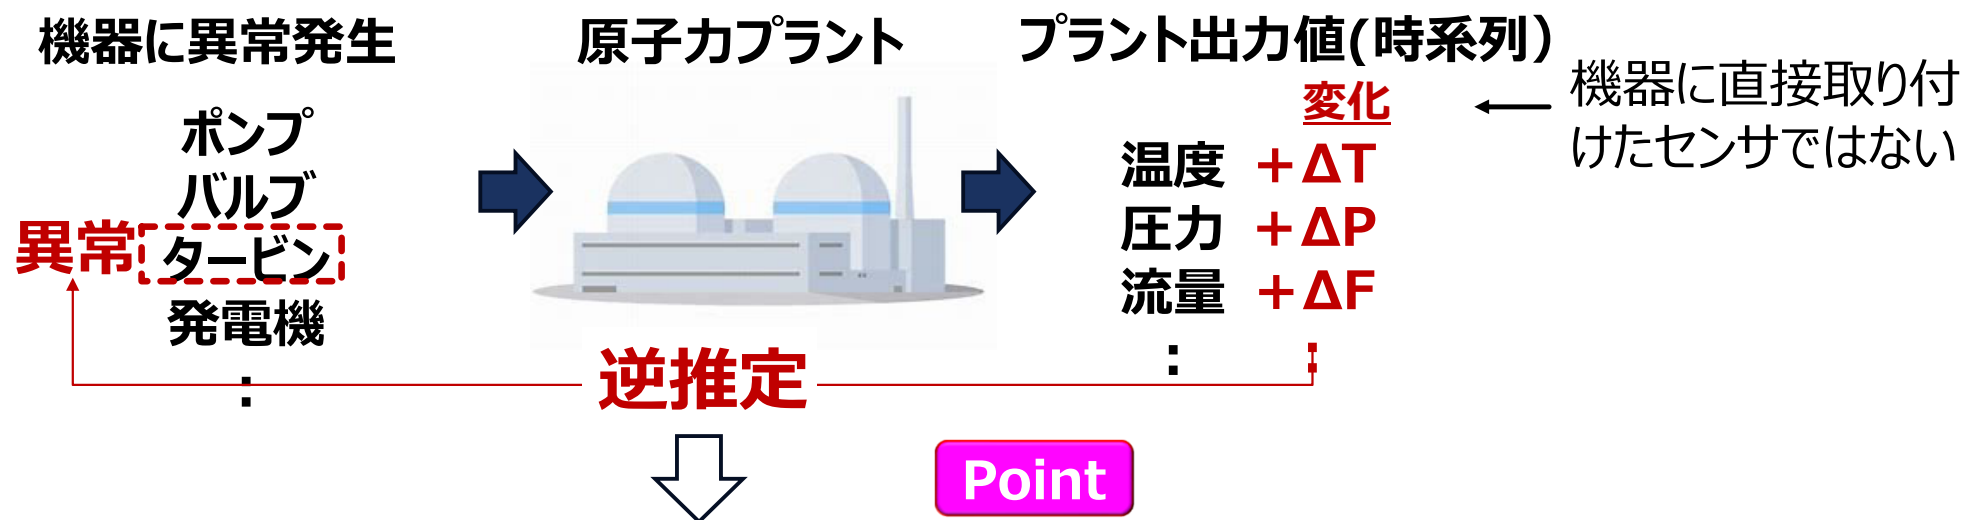 機器に異常発生
ポンプ
バルブ
異常 タービン
発電機
:
原子力プラント
逆推定
プラント出力値(時系列)
変化
温度 +ΔT
圧力 +ΔP
流量 +ΔF
: :
機器に直接取り付
けたセンサではない
Point